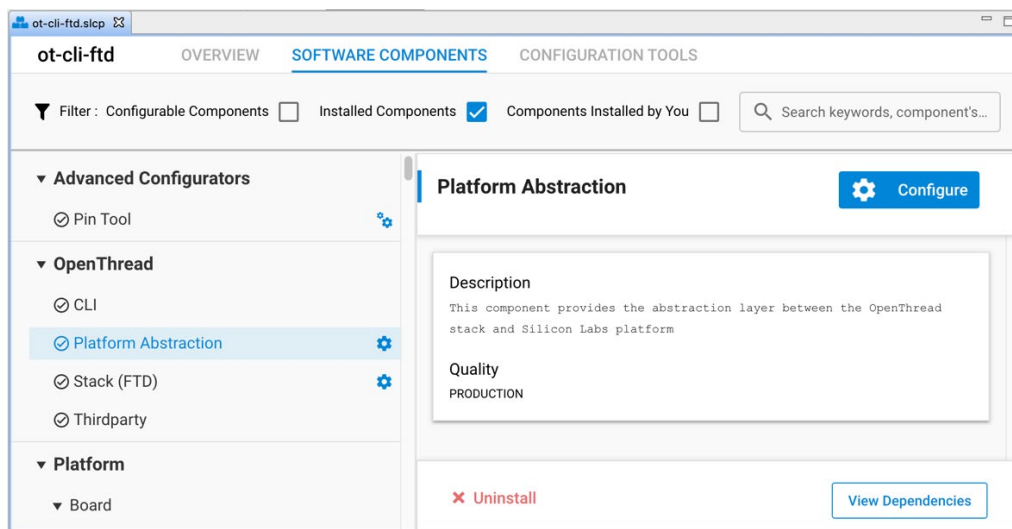 ot-cli-ftd.slcp
ot-cli-ftd OVERVIEW SOFTWARE COMPONENTS CONFIGURATION TOOLS
Filter : Configurable Components Installed Components Components Installed by You Search keywords, component's...
Advanced Configurators
Pin Tool
OpenThread
CLI
Platform Abstraction
Stack (FTD)
Thirdparty
Platform
Board
Platform Abstraction Configure
Description
This component provides the abstraction layer between the OpenThread
stack and Silicon Labs platform
Quality
PRODUCTION
Uninstall View Dependencies